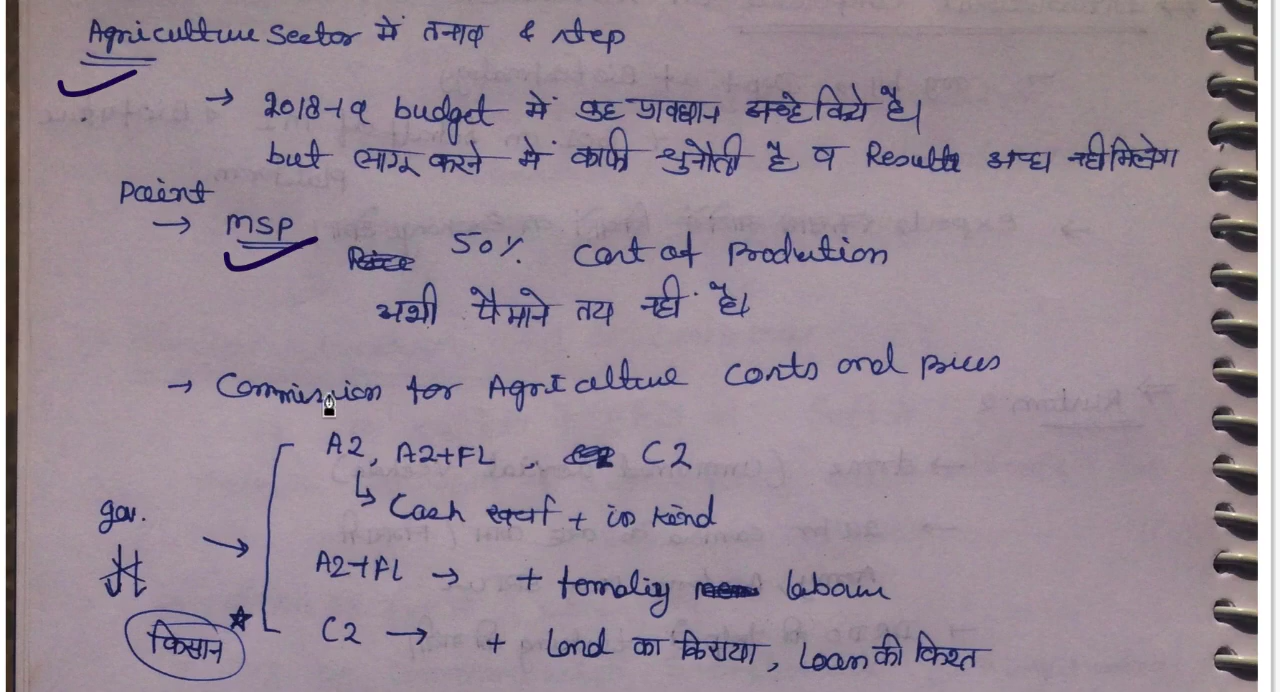 Agriculture Sector में तनाव & step
→ 2018-19 budget में कुछ प्रावधान अच्छे किये है।
but लागू करने में काफी चुनौती है व Result अच्छा नही मिलेगा
Point
→ MSP 50% Cost of Production
अभी पैमाने तय नही है।
→ Commission for Agriculture Costs and prices
A2, A2+FL, C2
↳ Cash खर्चा + in kind
gov. →
A2+FL → + family labour
किसान
C2 → + Land का किराया, Loan की किश्त